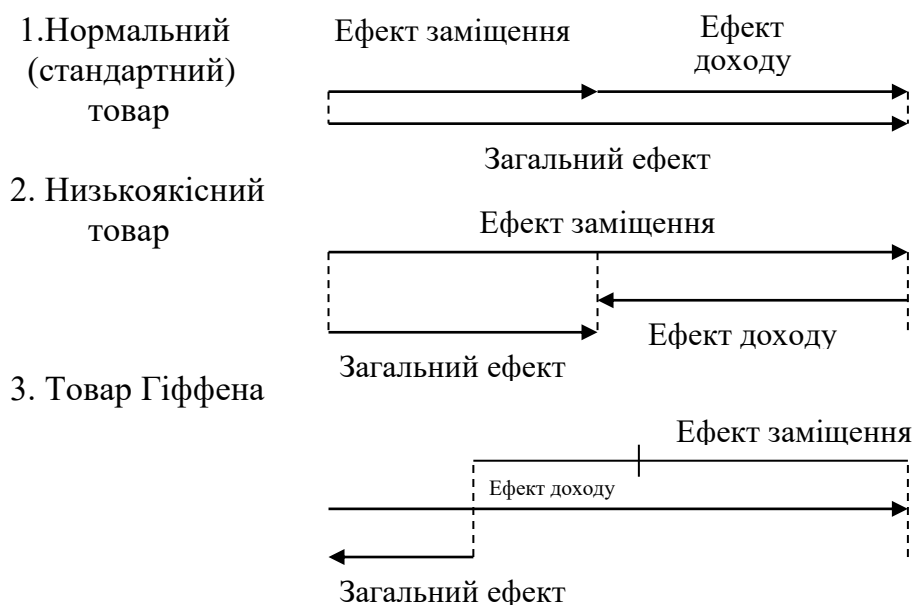 1.Нормальний
(стандартний)
товар
Ефект заміщення
Ефект
доходу
Загальний ефект
2. Низькоякісний
товар
Ефект заміщення
Ефект доходу
Загальний ефект
3. Товар Гіффена
Ефект заміщення
Ефект доходу
Загальний ефект